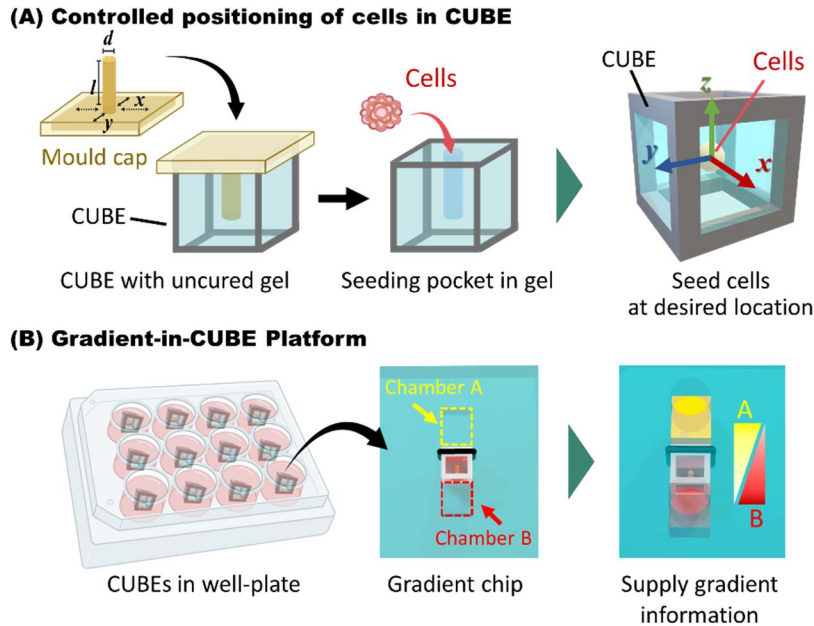 (A) Controlled positioning of cells in CUBE
d
l
x
y
Mould cap
CUBE
CUBE with uncured gel
Cells
Seeding pocket in gel
CUBE
Cells
z
y
x
Seed cells
at desired location
(B) Gradient-in-CUBE Platform
CUBEs in well-plate
Chamber A
Chamber B
Gradient chip
A
B
Supply gradient
information